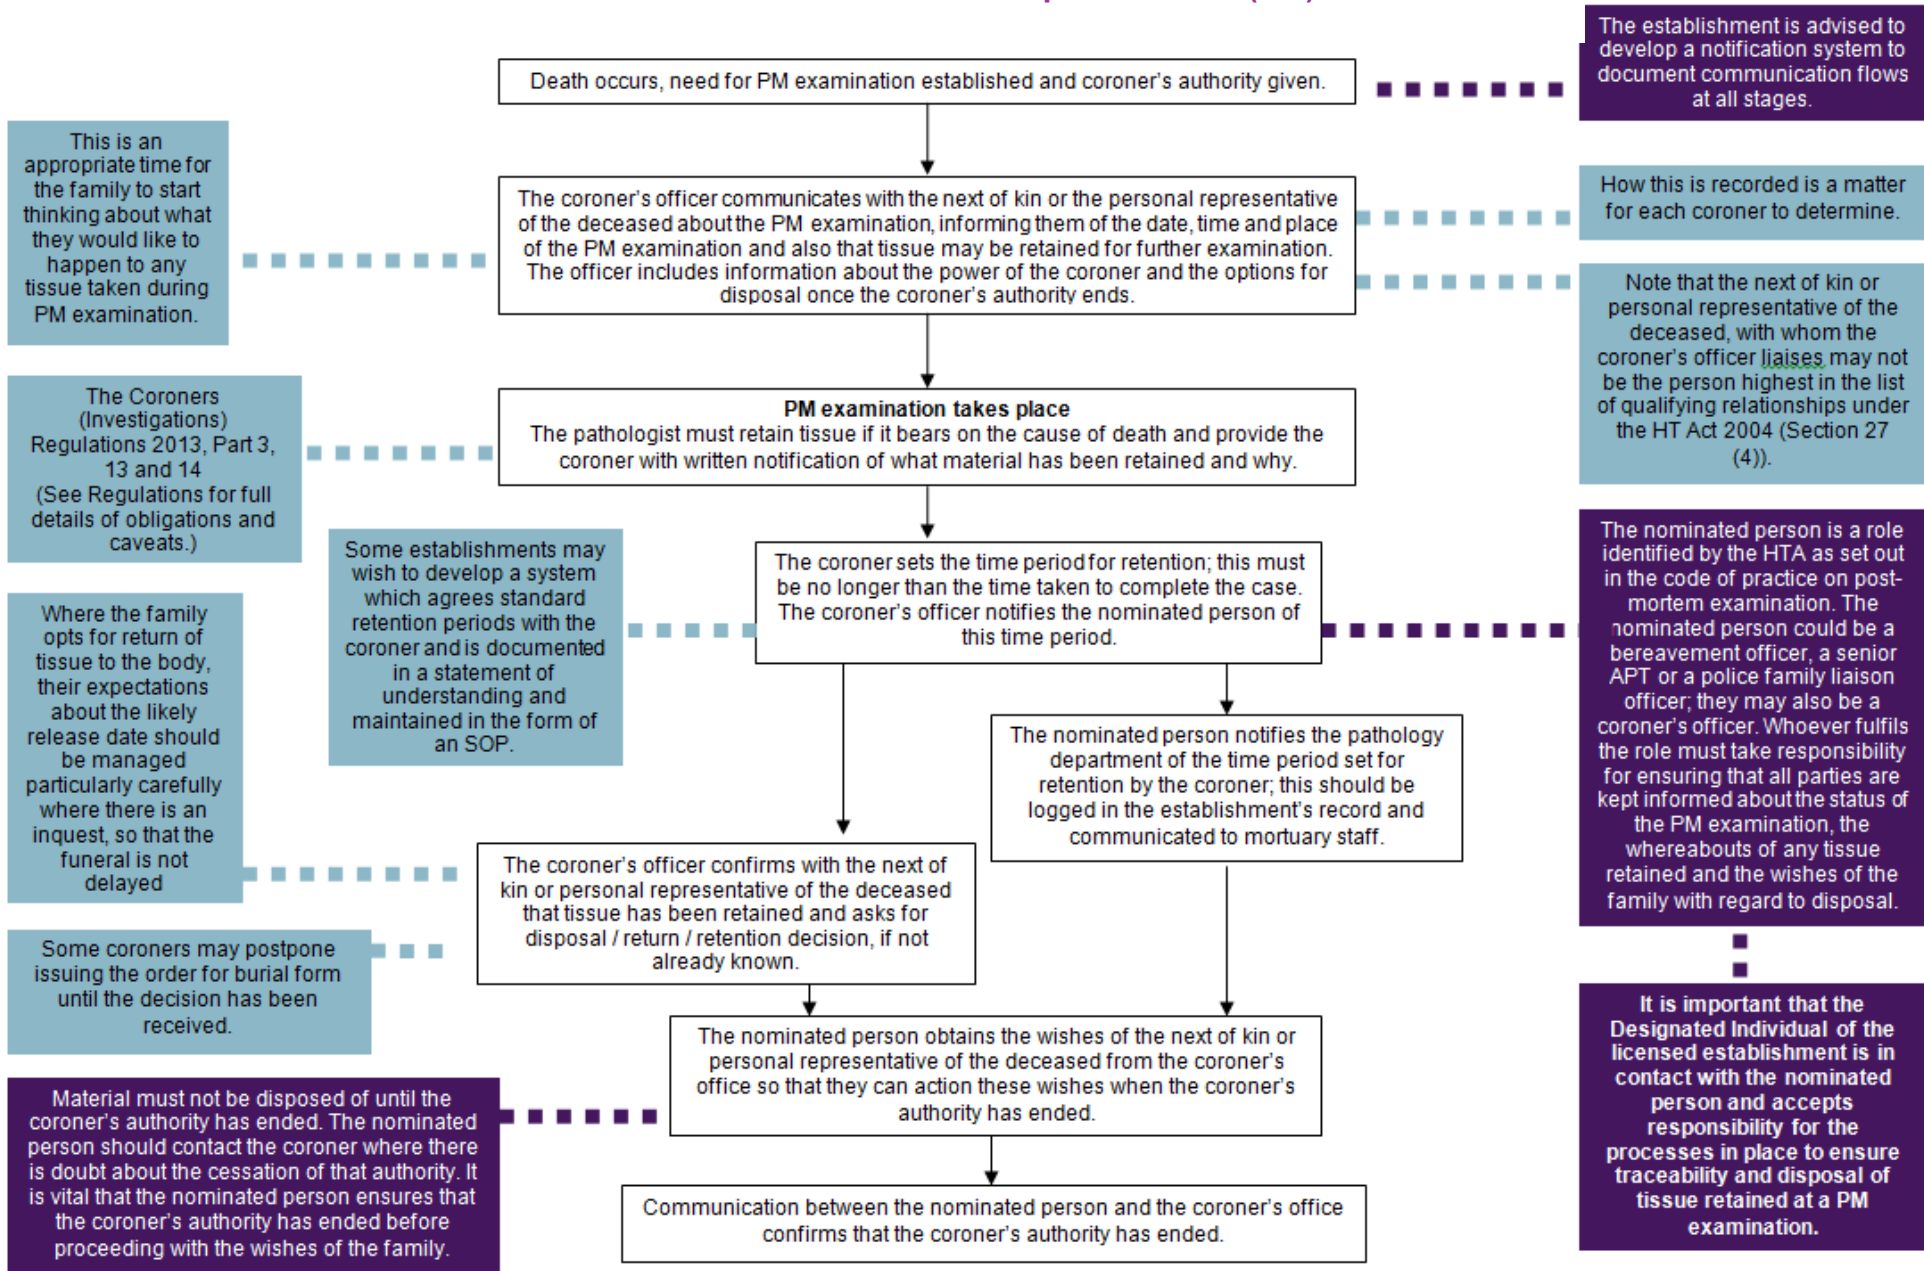 The establishment is advised to
develop a notification system to
document communication flows
at all stages.
Death occurs, need for PM examination established and coroner’s authority given.
This is an
appropriate time for
the family to start
thinking about what
they would like to
happen to any
tissue taken during
PM examination.
The coroner’s officer communicates with the next of kin or the personal representative
of the deceased about the PM examination, informing them of the date, time and place
of the PM examination and also that tissue may be retained for further examination.
The officer includes information about the power of the coroner and the options for
disposal once the coroner’s authority ends.
How this is recorded is a matter
for each coroner to determine.
Note that the next of kin or
personal representative of the
deceased, with whom the
coroner’s officer liaises may not
be the person highest in the list
of qualifying relationships under
the HT Act 2004 (Section 27
(4)).
The Coroners
(Investigations)
Regulations 2013, Part 3,
13 and 14
(See Regulations for full
details of obligations and
caveats.)
PM examination takes place
The pathologist must retain tissue if it bears on the cause of death and provide the
coroner with written notification of what material has been retained and why.
Some establishments may
wish to develop a system
which agrees standard
retention periods with the
coroner and is documented
in a statement of
understanding and
maintained in the form of
an SOP.
The coroner sets the time period for retention; this must
be no longer than the time taken to complete the case.
The coroner’s officer notifies the nominated person of
this time period.
The nominated person is a role
identified by the HTA as set out
in the code of practice on post-
mortem examination. The
nominated person could be a
bereavement officer, a senior
APT or a police family liaison
officer; they may also be a
coroner’s officer. Whoever fulfils
the role must take responsibility
for ensuring that all parties are
kept informed about the status of
the PM examination, the
whereabouts of any tissue
retained and the wishes of the
family with regard to disposal.
Where the family
opts for return of
tissue to the body,
their expectations
about the likely
release date should
be managed
particularly carefully
where there is an
inquest, so that the
funeral is not
delayed
The nominated person notifies the pathology
department of the time period set for
retention by the coroner; this should be
logged in the establishment’s record and
communicated to mortuary staff.
The coroner’s officer confirms with the next of
kin or personal representative of the deceased
that tissue has been retained and asks for
disposal / return / retention decision, if not
already known.
Some coroners may postpone
issuing the order for burial form
until the decision has been
received.
The nominated person obtains the wishes of the next of kin or
personal representative of the deceased from the coroner’s
office so that they can action these wishes when the coroner’s
authority has ended.
It is important that the
Designated Individual of the
licensed establishment is in
contact with the nominated
person and accepts
responsibility for the
processes in place to ensure
traceability and disposal of
tissue retained at a PM
examination.
Material must not be disposed of until the
coroner’s authority has ended. The nominated
person should contact the coroner where there
is doubt about the cessation of that authority. It
is vital that the nominated person ensures that
the coroner’s authority has ended before
proceeding with the wishes of the family.
Communication between the nominated person and the coroner’s office
confirms that the coroner’s authority has ended.